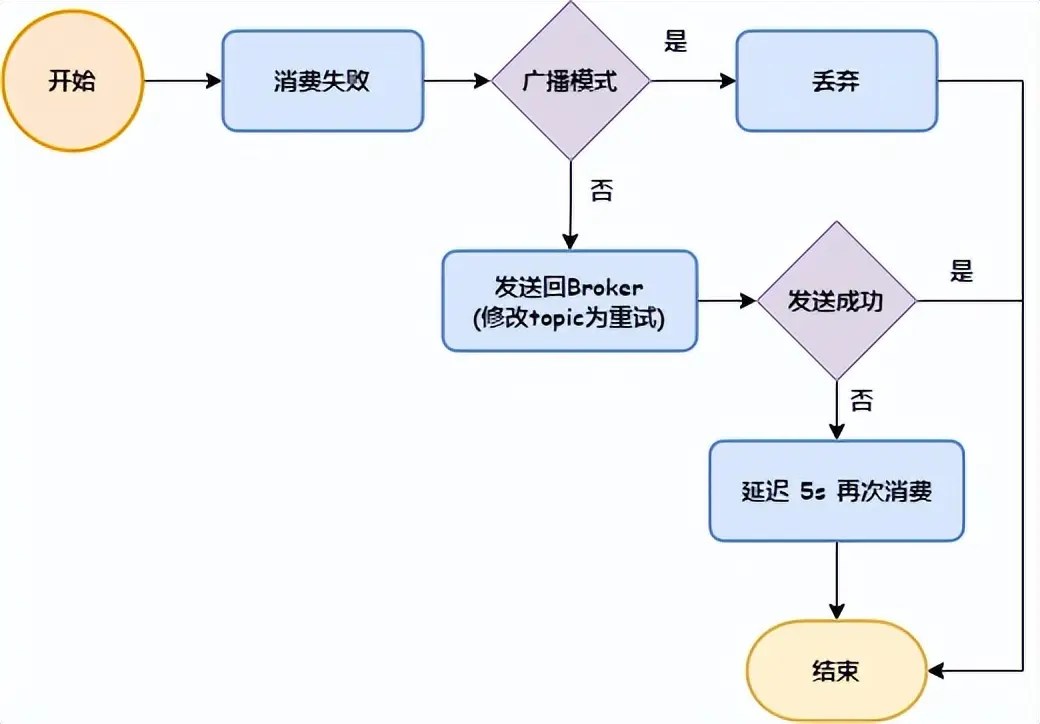 开始
消费失败
广播模式
是
丢弃
否
发送回Broker
(修改topic为重试)
发送成功
是
否
延迟 5s 再次消费
结束